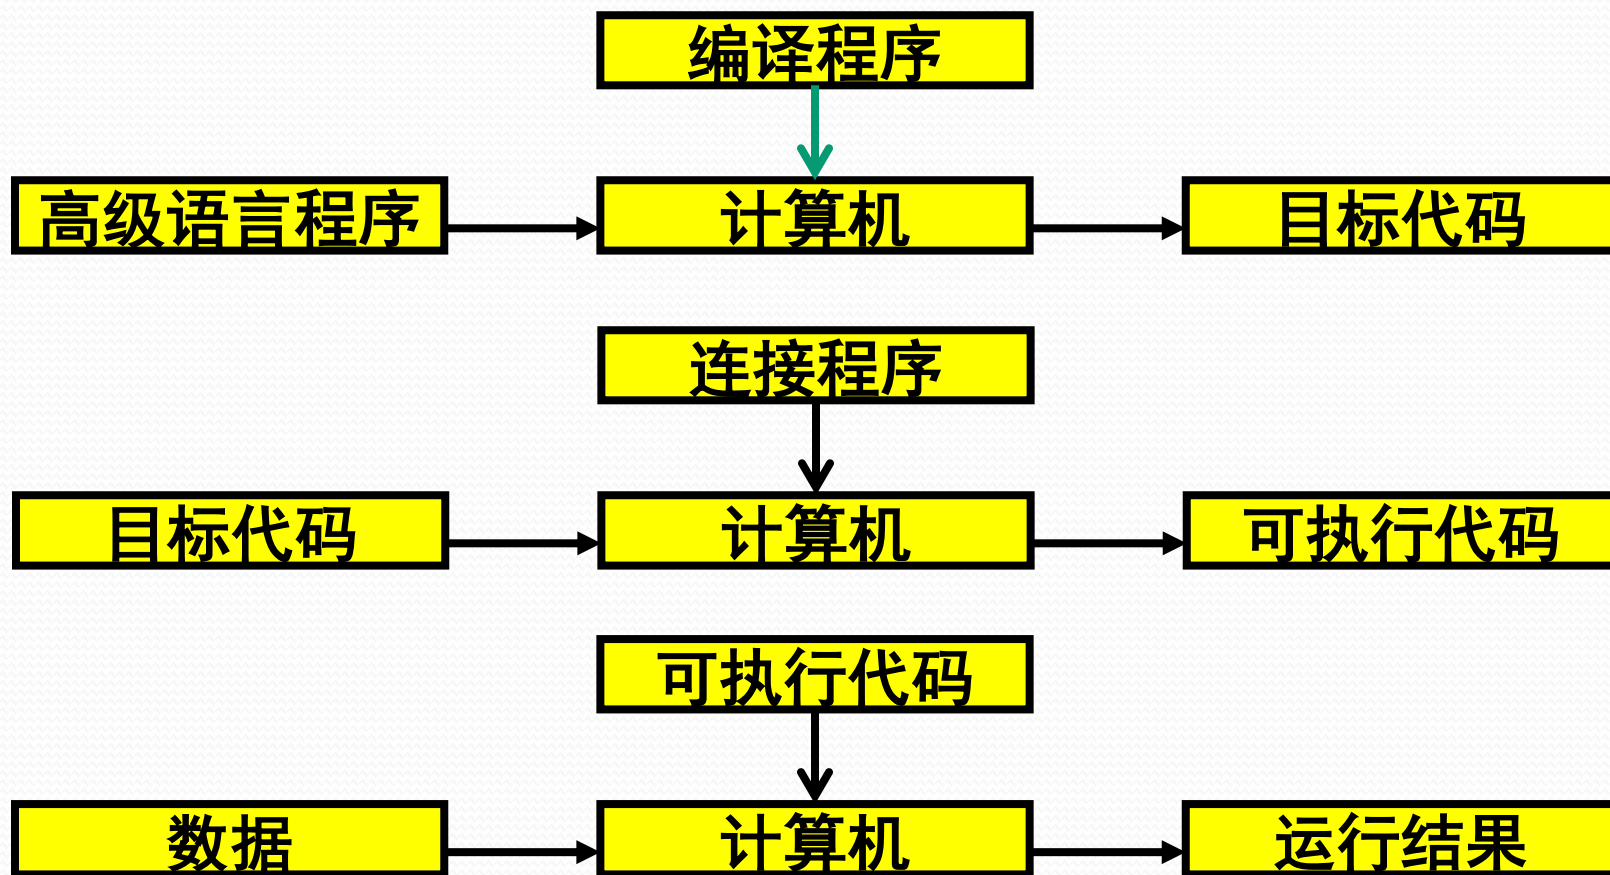 编译程序
高级语言程序
计算机
目标代码
连接程序
目标代码
计算机
可执行代码
可执行代码
数据
计算机
运行结果